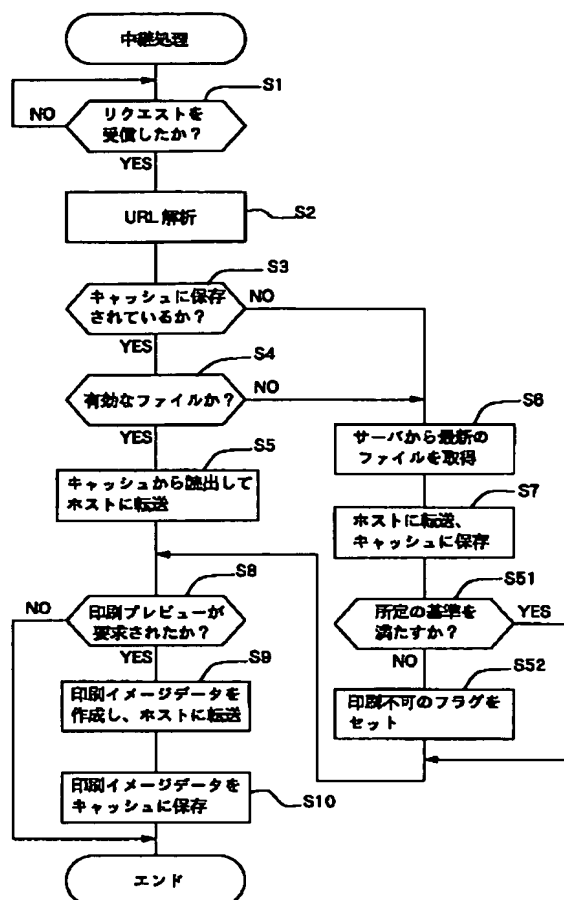 中継処理
S1
リクエストを
受信したか?
NO
YES
URL 解析
S2
S3
キャッシュに保存
されているか?
NO
YES
S4
有効なファイルか?
NO
YES
S5
キャッシュから読出して
ホストに転送
S6
サーバから最新の
ファイルを取得
S7
ホストに転送、
キャッシュに保存
S51
所定の基準を
満たすか?
YES
NO
S52
印刷不可のフラグを
セット
S8
印刷プレビューが
要求されたか?
NO
YES
S9
印刷イメージデータを
作成し、ホストに転送
印刷イメージデータを
キャッシュに保存
S10
エンド